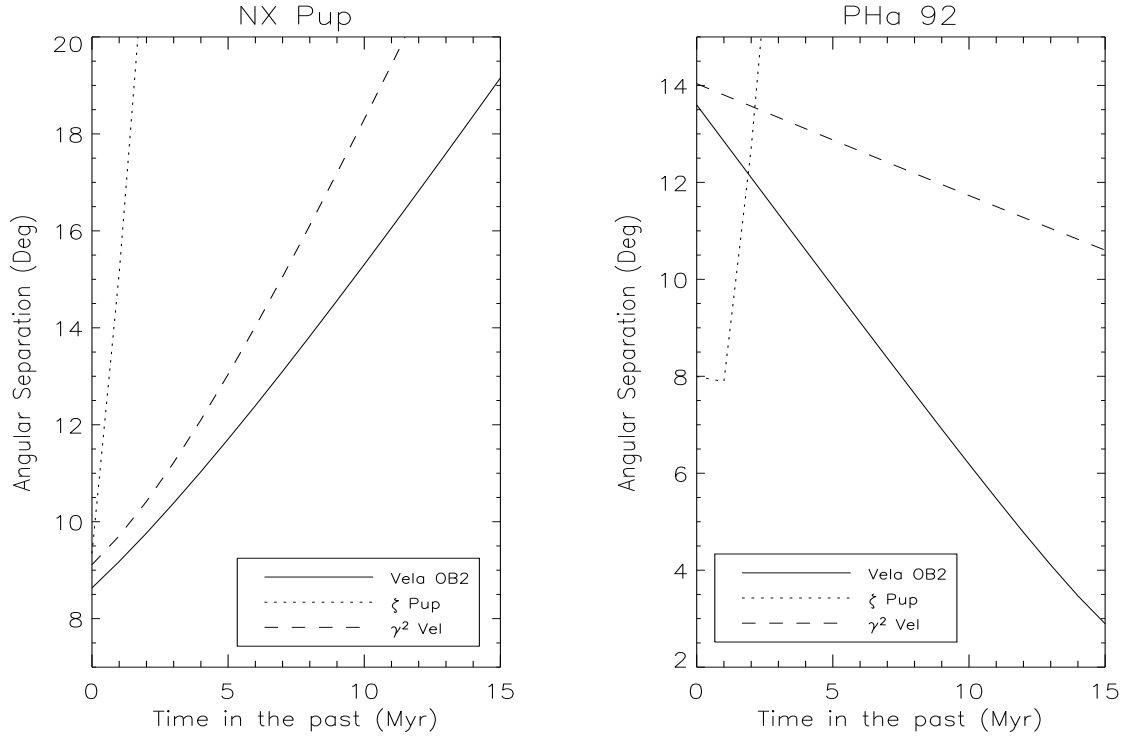 NX Pup
20
18
16
14
12
10
8
Angular Separation (Deg)
0 5 10 15
Time in the past (Myr)
Vela OB2
ζ Pup
γ² Vel
PHa 92
14
12
10
8
6
4
2
Angular Separation (Deg)
0 5 10 15
Time in the past (Myr)
Vela OB2
ζ Pup
γ² Vel